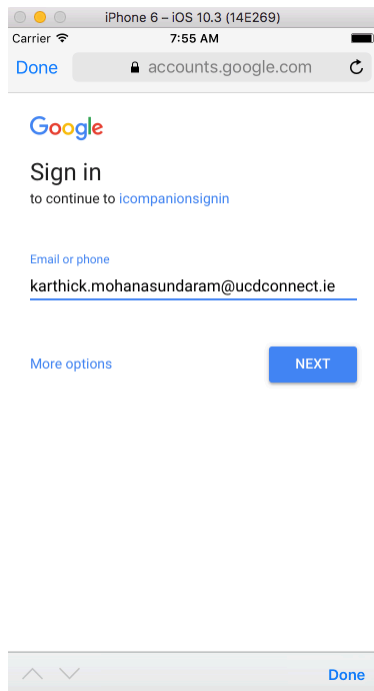 iPhone 6 – iOS 10.3 (14E269)
Carrier 7:55 AM
Done accounts.google.com
Google
Sign in
to continue to icompanionsignin
Email or phone
karthick.mohanasundaram@ucdconnect.ie
More options NEXT
Done